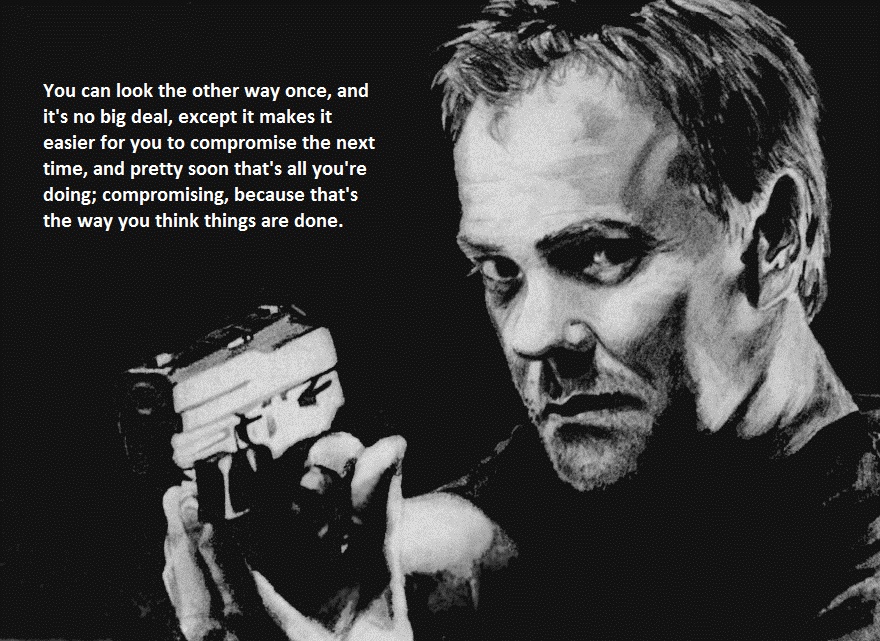 You can look the other way once, and
it's no big deal, except it makes it
easier for you to compromise the next
time, and pretty soon that's all you're
doing; compromising, because that's
the way you think things are done.